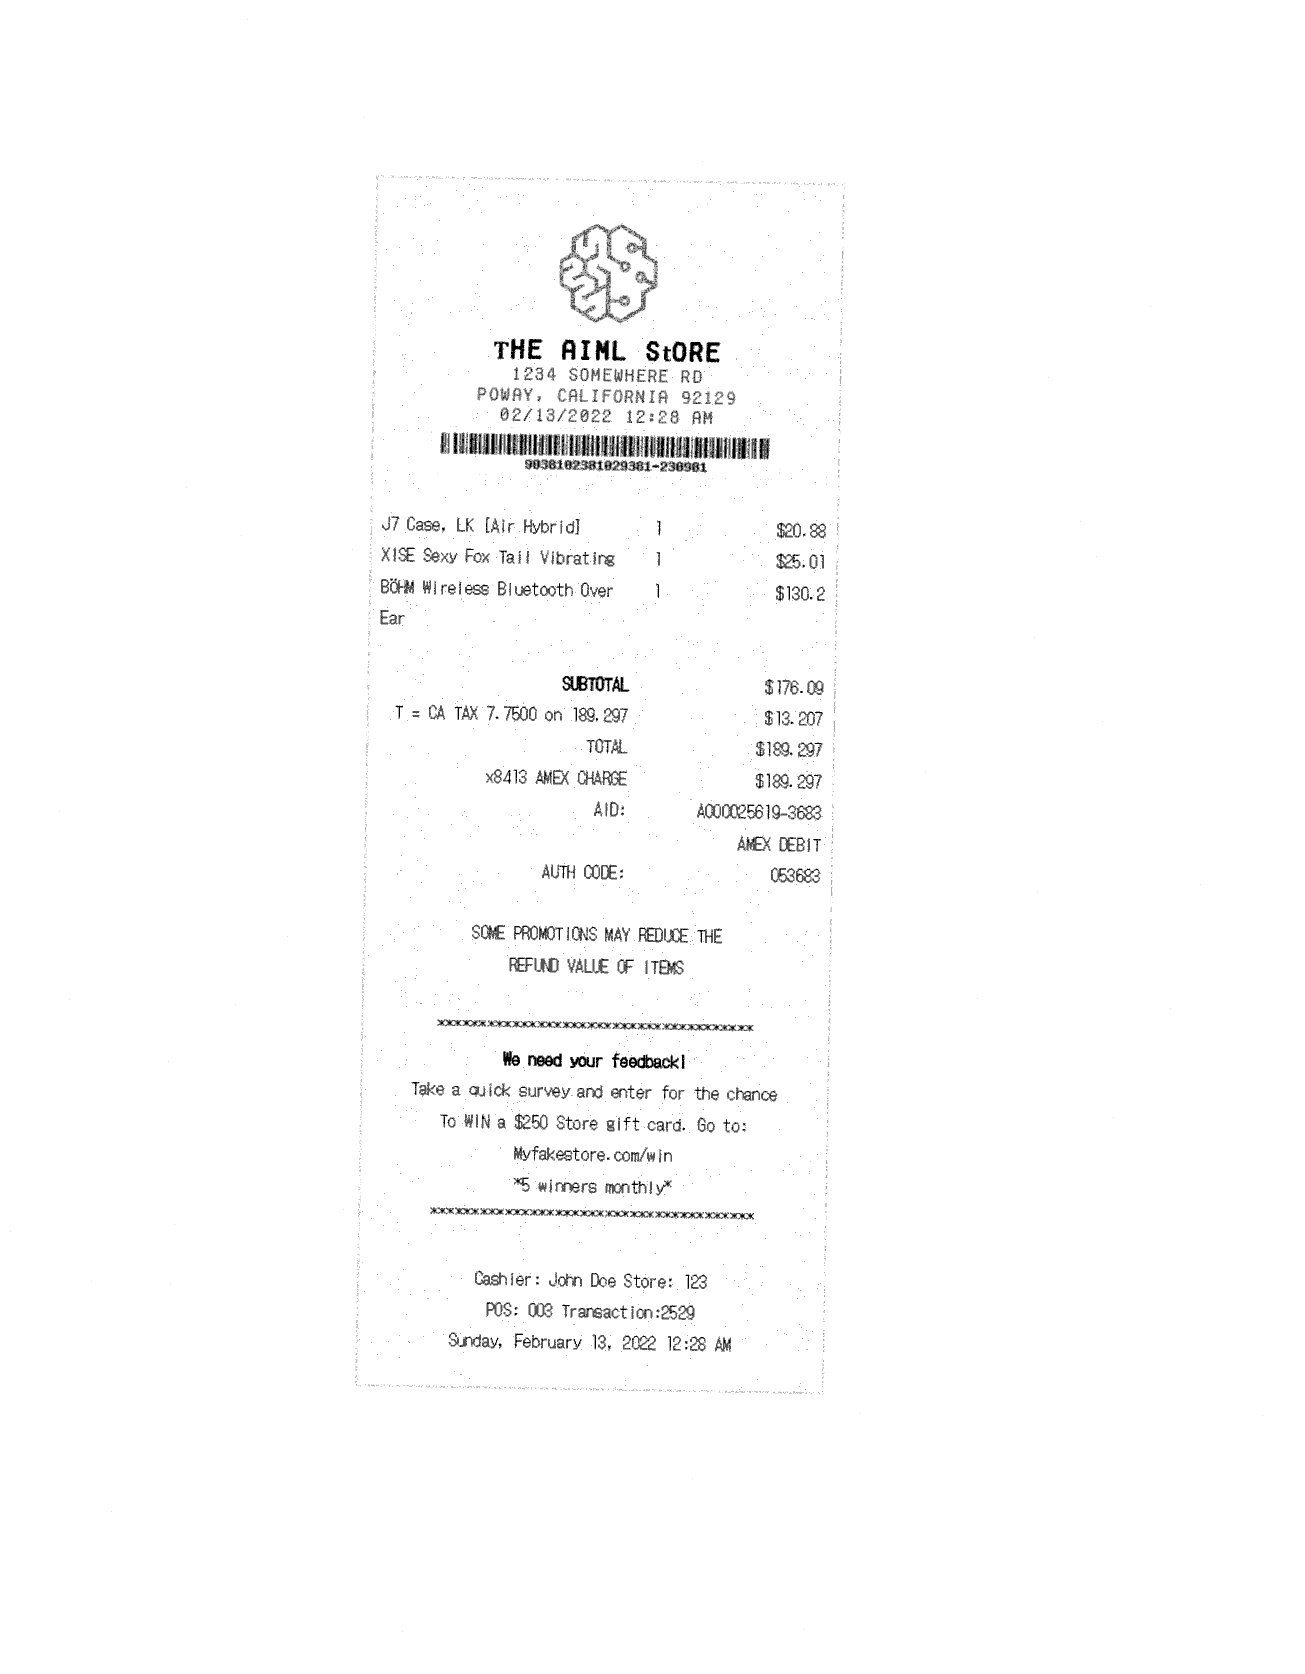 THE AIML StORE
1234 SOMEWHERE RD
POWAY, CALIFORNIA 92129
02/13/2022 12:28 AM
9038102381029381-230981
J7 Case, LK [Air Hybrid] 1 $20.88
XISE Sexy Fox Tail Vibrating 1 $25.01
BÖHM Wireless Bluetooth Over 1 $130.2
Ear
SUBTOTAL $176.09
T = CA TAX 7.7500 on 189.297 $13.207
TOTAL $189.297
x8413 AMEX CHARGE $189.297
AID: A000025619-3683
AMEX DEBIT
AUTH CODE: 053683
SOME PROMOTIONS MAY REDUCE THE
REFUND VALUE OF ITEMS
**************************************
We need your feedback!
Take a quick survey and enter for the chance
To WIN a $250 Store gift card. Go to:
Myfakestore.com/win
*5 winners monthly*
***************************************
Cashier: John Doe Store: 123
POS: 003 Transaction:2529
Sunday, February 13, 2022 12:28 AM